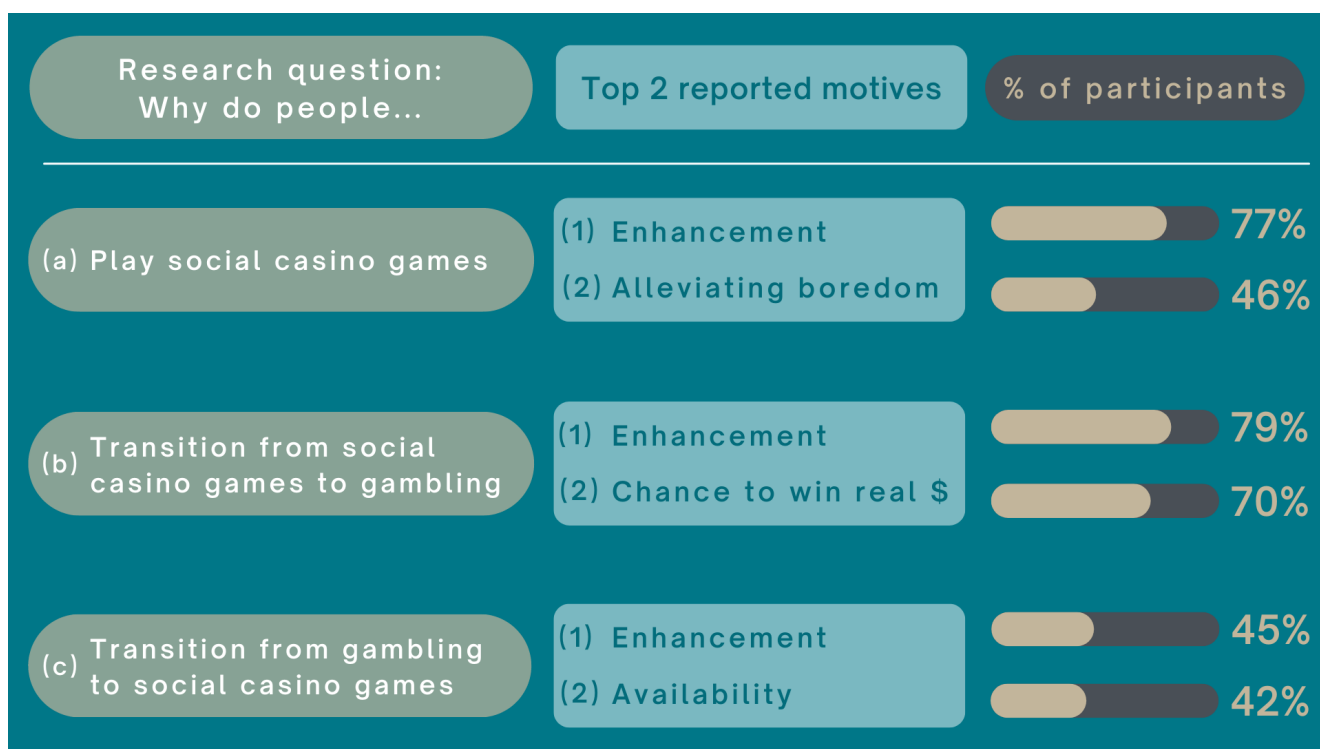 Research question:
Why do people...
Top 2 reported motives
% of participants
(a) Play social casino games
(1) Enhancement
77%
(2) Alleviating boredom
46%
(b) Transition from social
casino games to gambling
(1) Enhancement
79%
(2) Chance to win real $
70%
(c) Transition from gambling
to social casino games
(1) Enhancement
45%
(2) Availability
42%